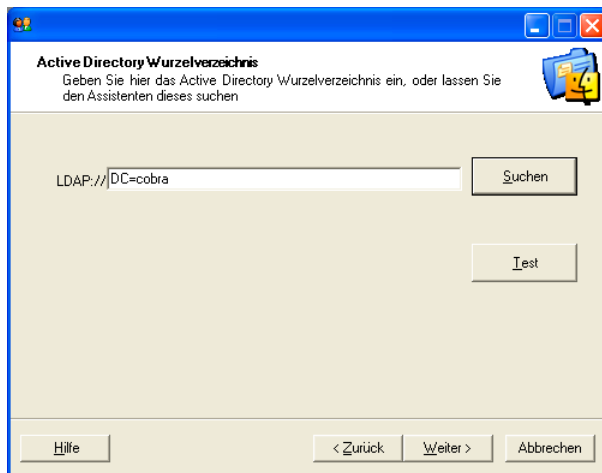 Active Directory Wurzelverzeichnis
Geben Sie hier das Active Directory Wurzelverzeichnis ein, oder lassen Sie
den Assistenten dieses suchen
LDAP:// DC=cobra
Suchen
Test
Hilfe
< Zurück
Weiter >
Abbrechen